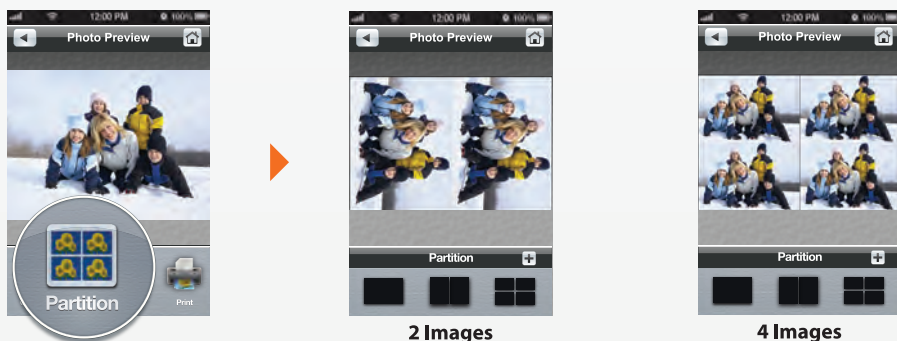 12:00 PM 100%
Photo Preview
Partition
Print
12:00 PM 100%
Photo Preview
Partition
2 Images
12:00 PM 100%
Photo Preview
Partition
4 Images